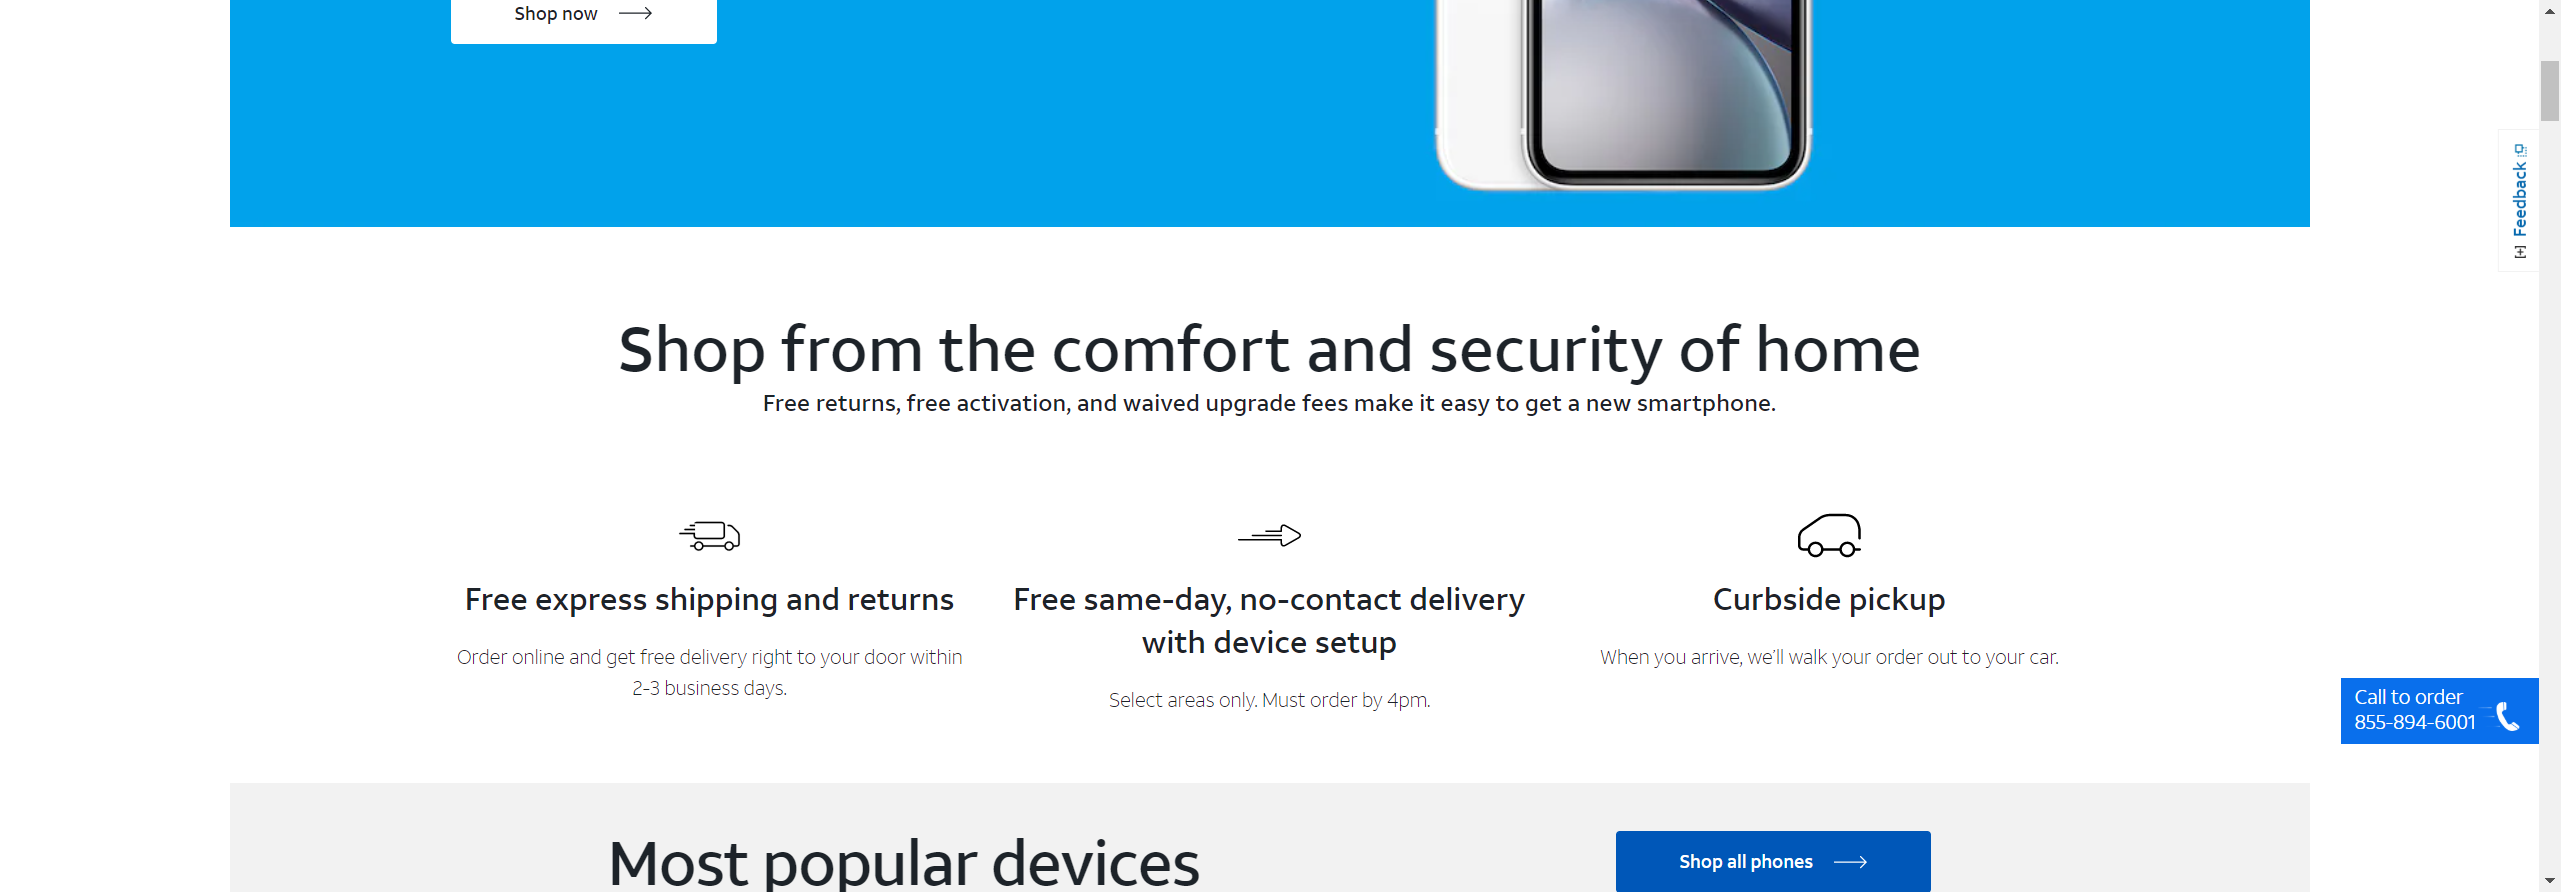 Shop now
[+] Feedback
Shop from the comfort and security of home
Free returns, free activation, and waived upgrade fees make it easy to get a new smartphone.
Free express shipping and returns
Order online and get free delivery right to your door within
2-3 business days.
Free same-day, no-contact delivery
with device setup
Select areas only. Must order by 4pm.
Curbside pickup
When you arrive, we’ll walk your order out to your car.
Call to order
855-894-6001
Most popular devices
Shop all phones